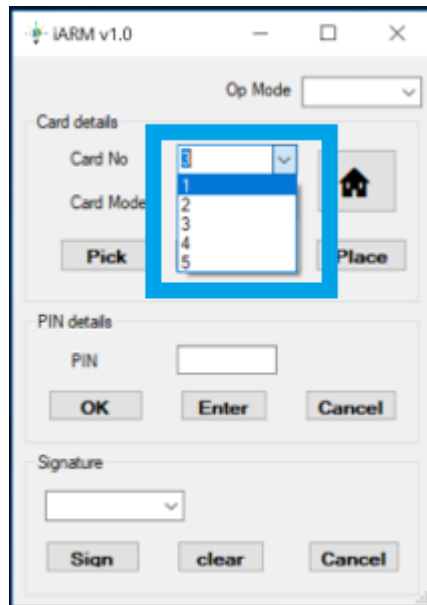 iARM v1.0
Op Mode
Card details
Card No 3
1
Card Mode 2
3
4
Pick Place
5
PIN details
PIN
OK Enter Cancel
Signature
Sign clear Cancel